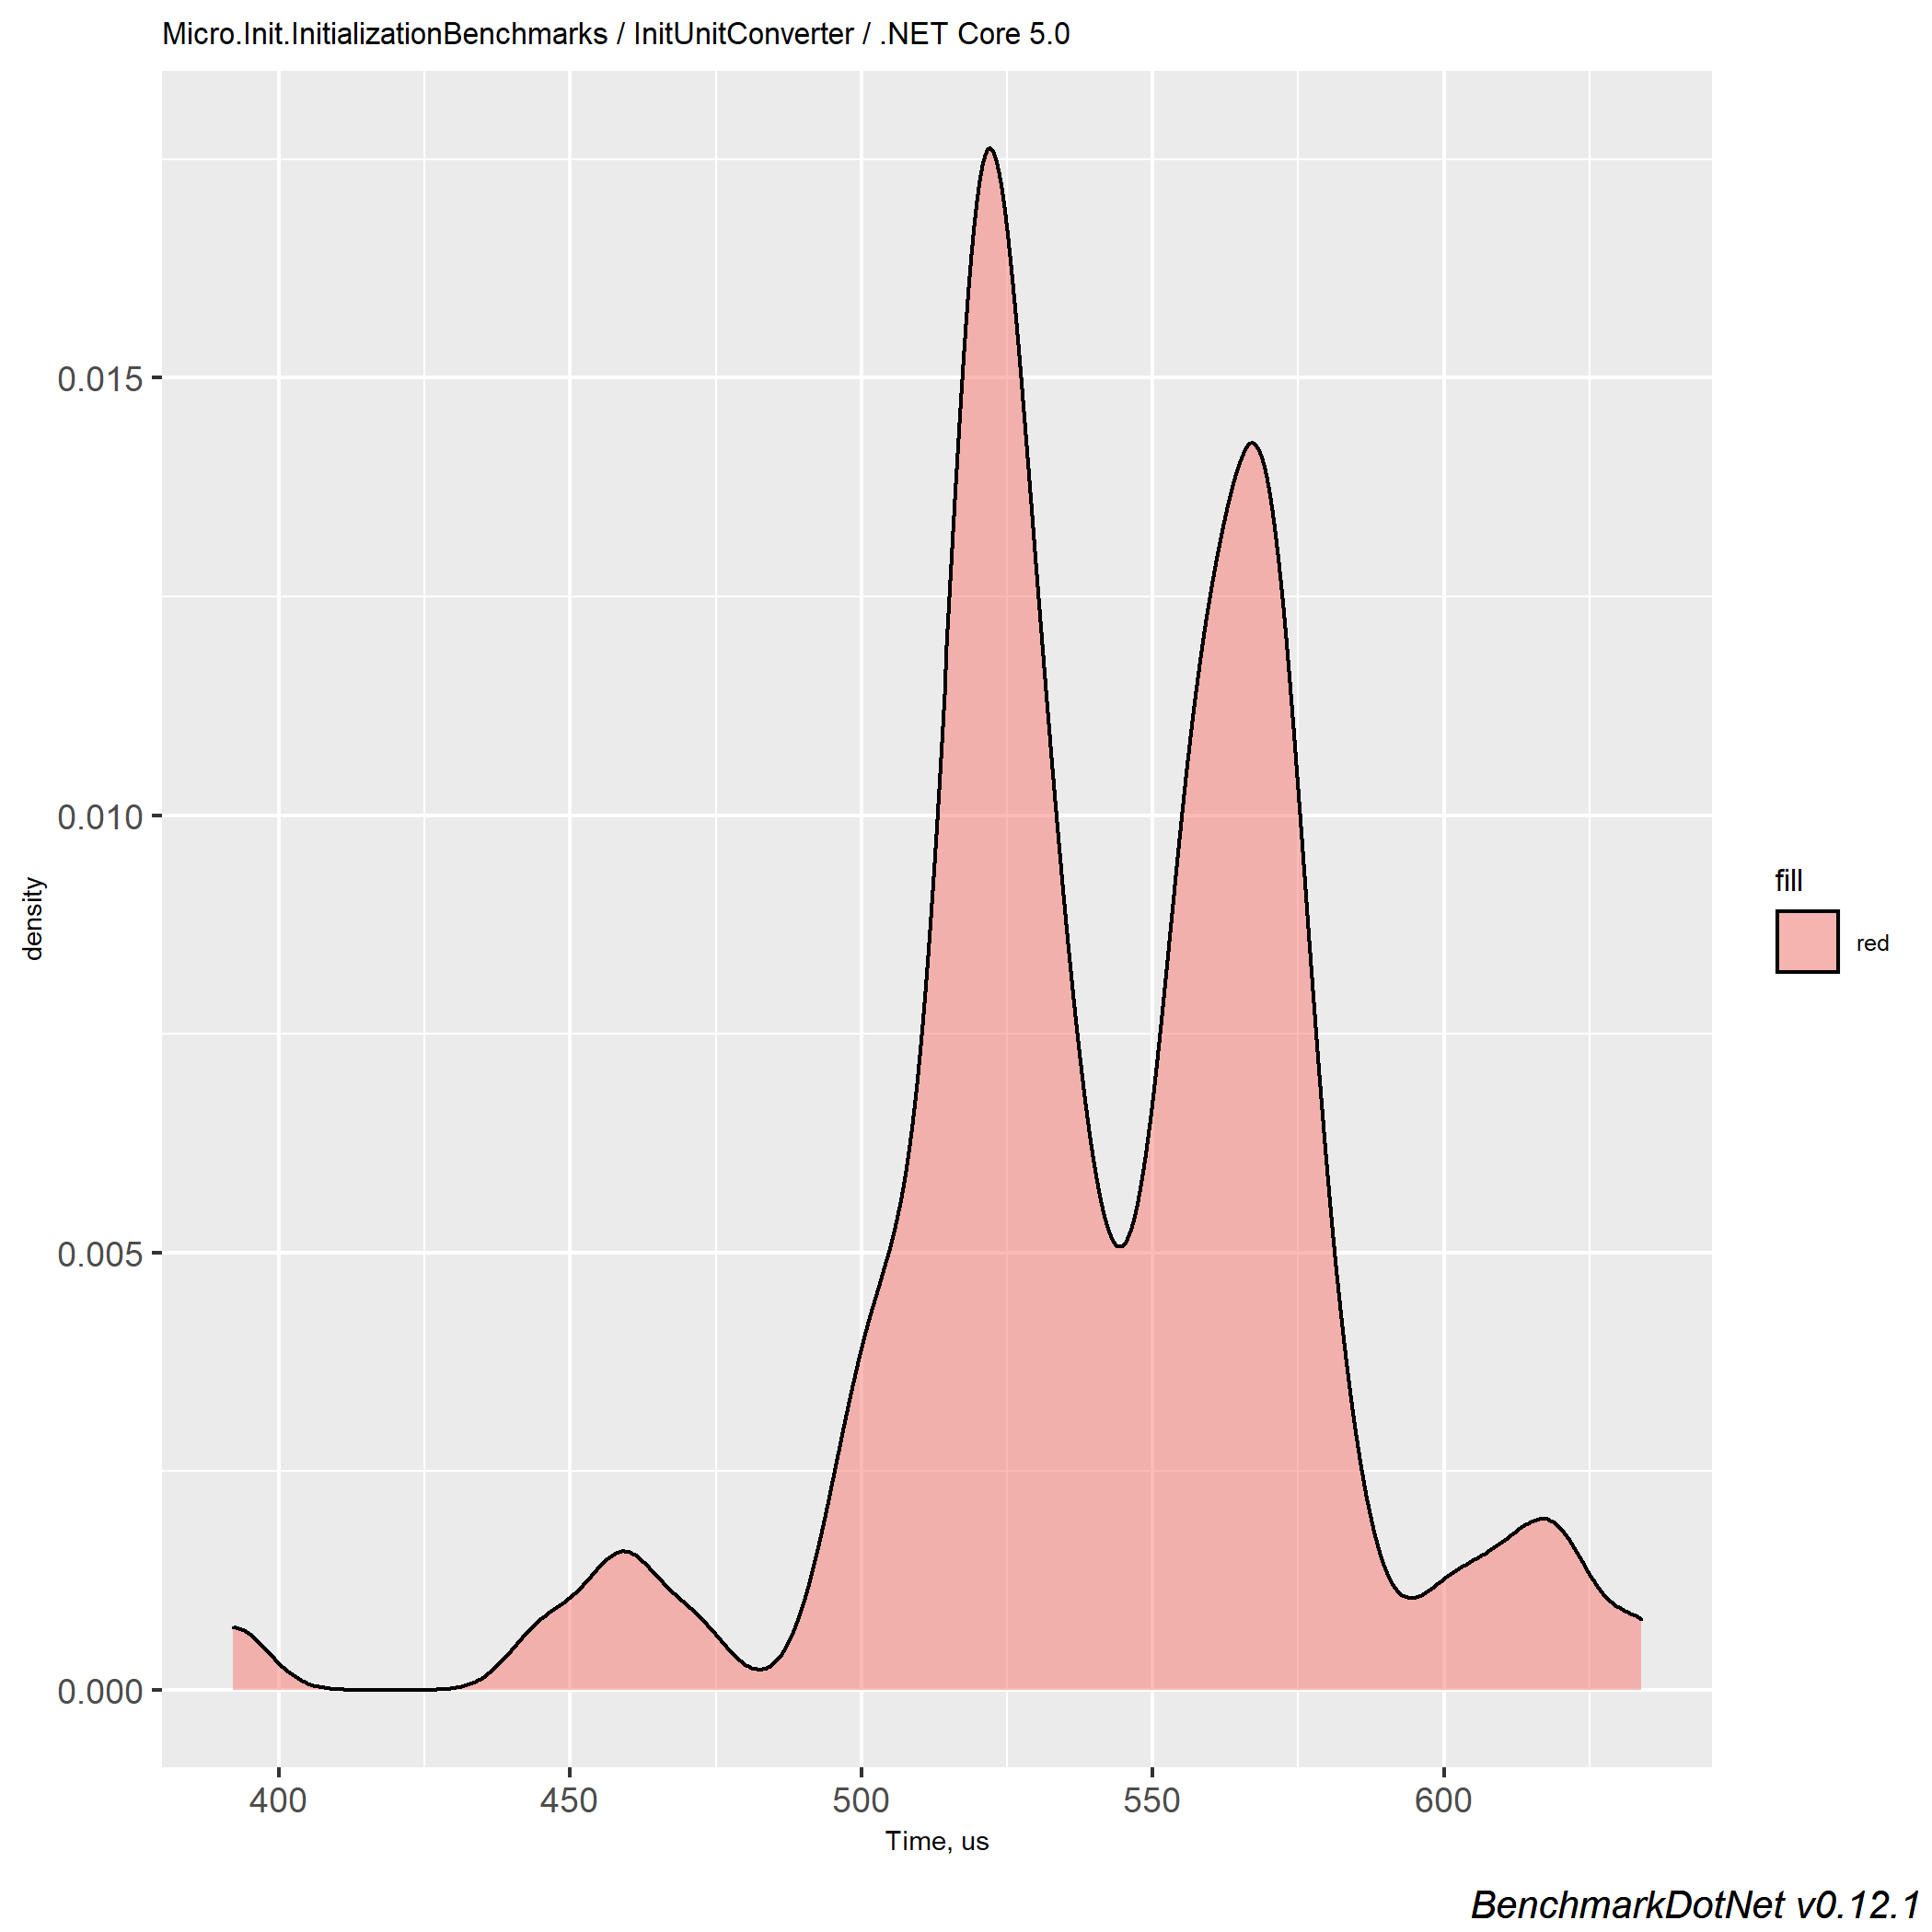 Micro.Init.InitializationBenchmarks / InitUnitConverter / .NET Core 5.0
0.015
0.010
0.005
0.000
density
400 450 500 550 600
Time, us
fill
red
BenchmarkDotNet v0.12.1